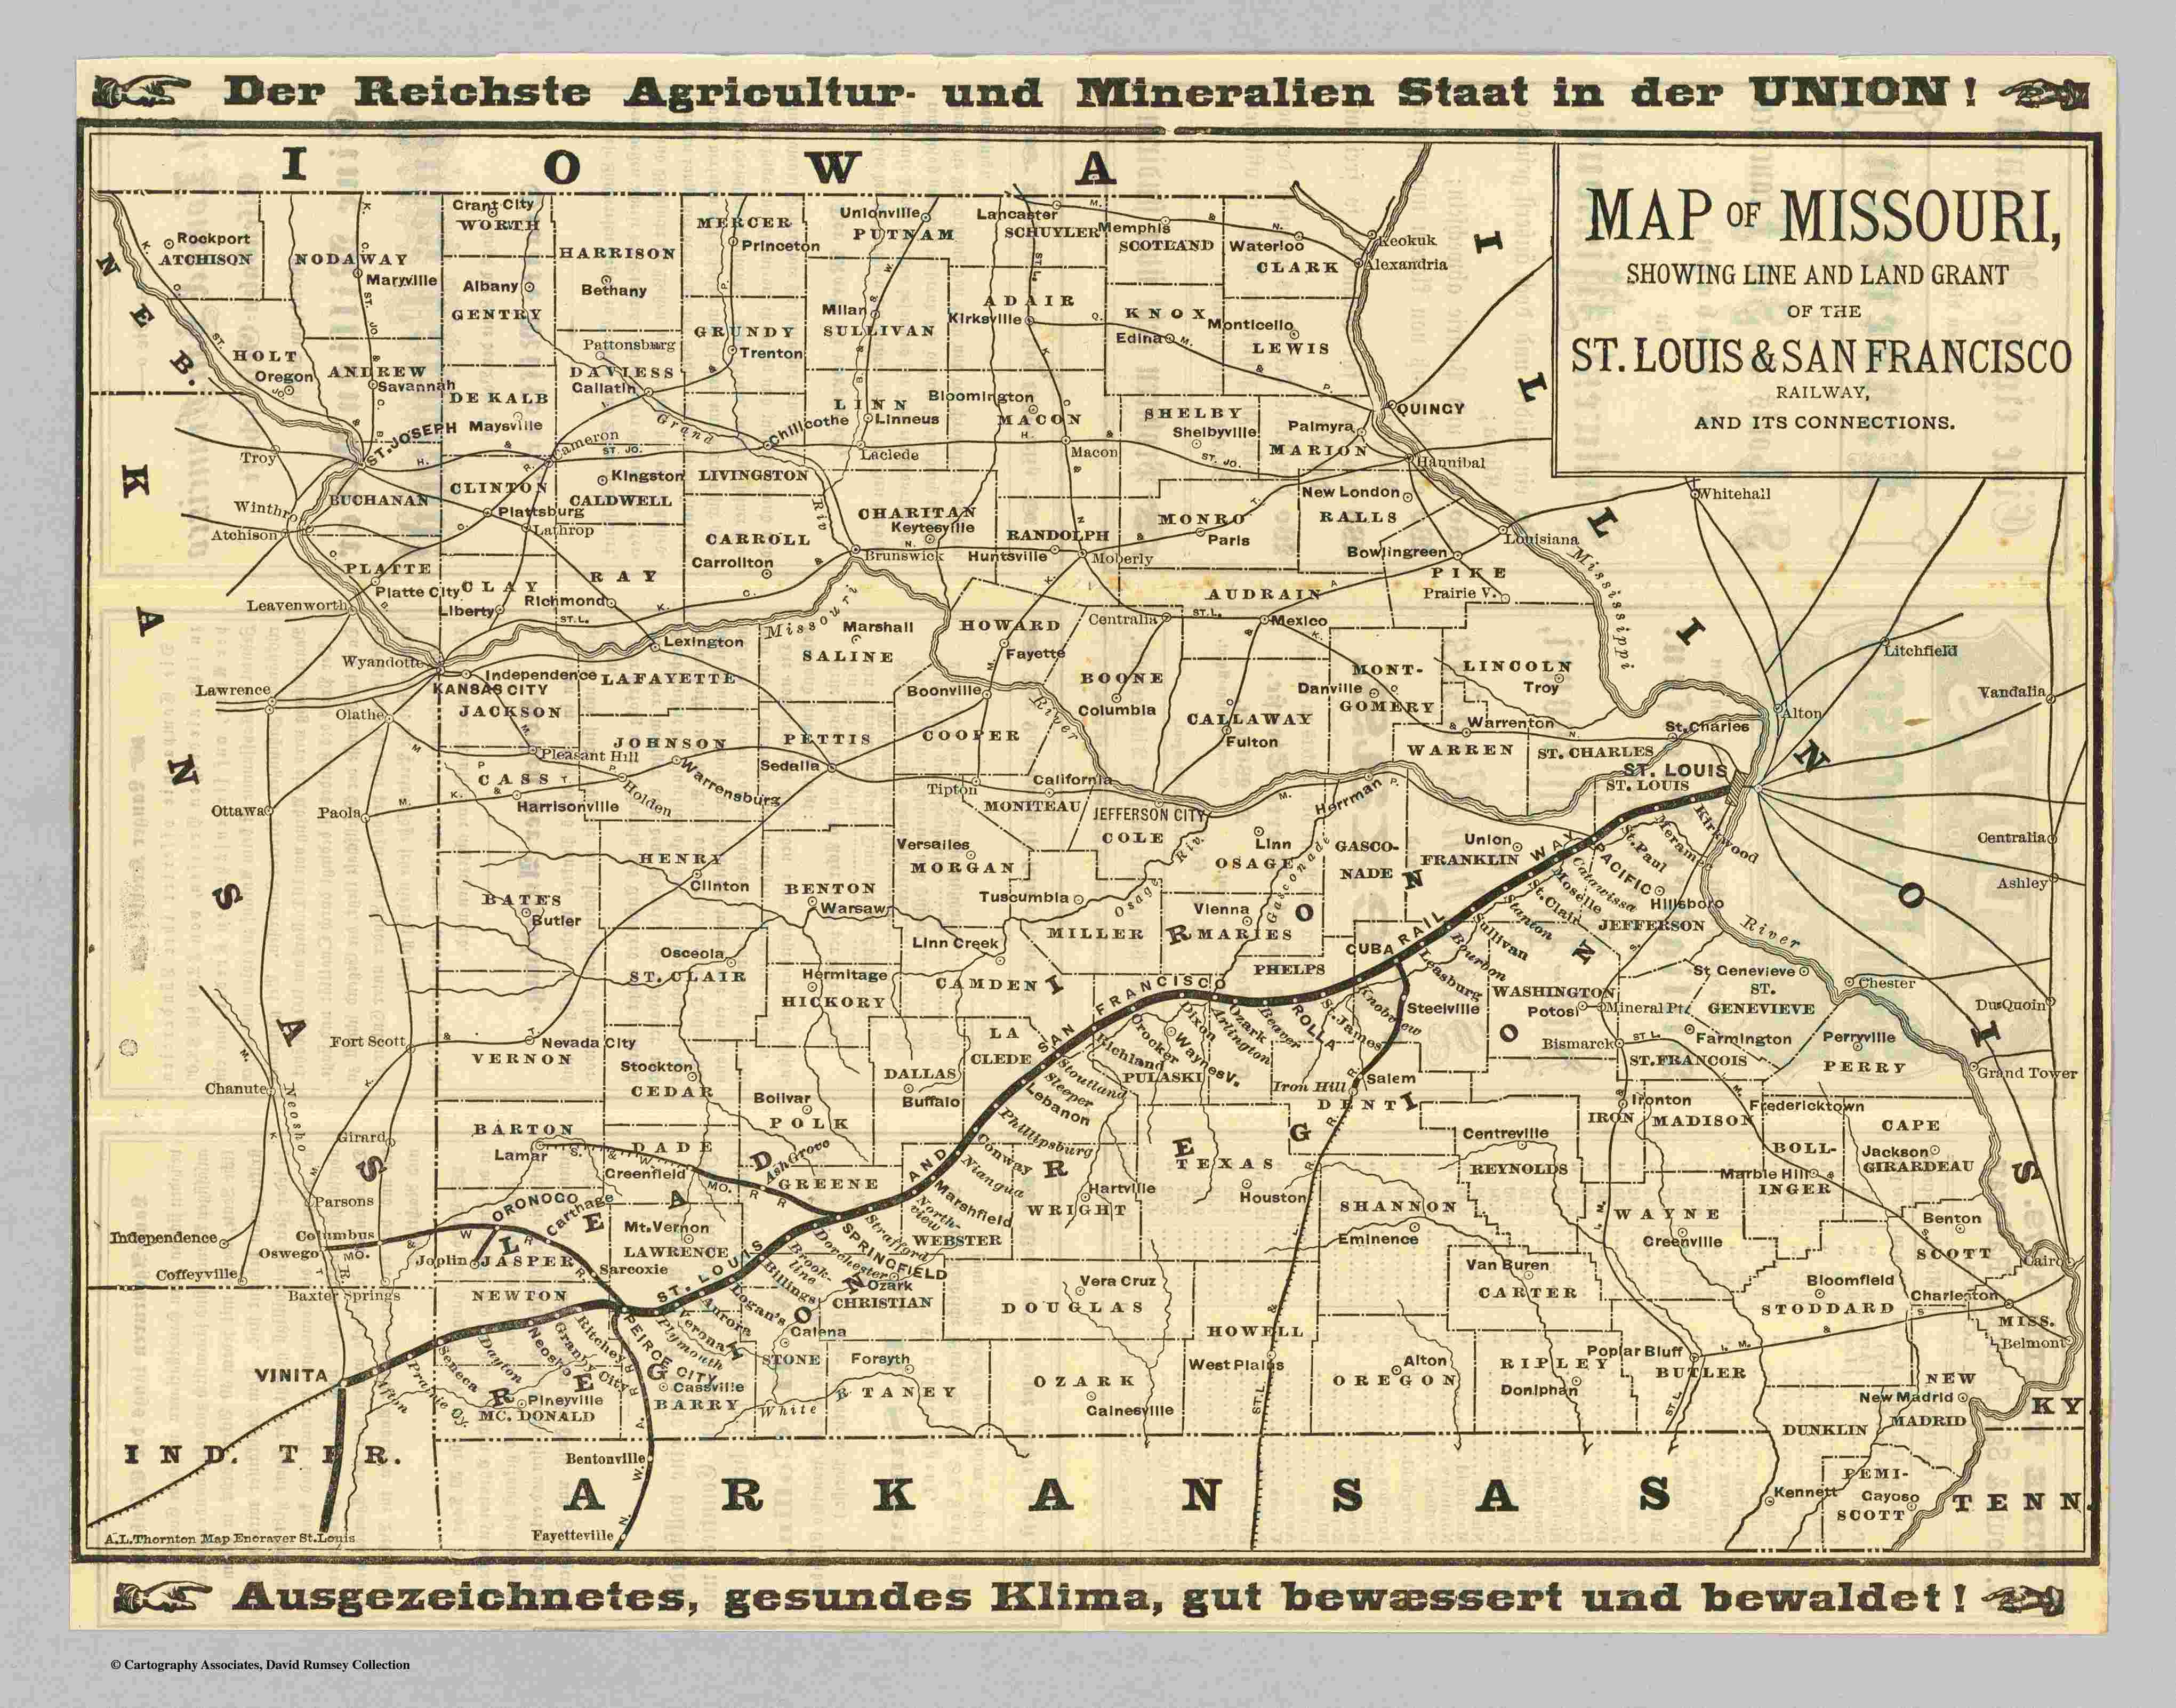 Der Reichste Agricultur- und Mineralien Staat in der UNION!
MAP OF MISSOURI,
SHOWING LINE AND LAND GRANT
OF THE
ST. LOUIS & SAN FRANCISCO
RAILWAY,
AND ITS CONNECTIONS.
IOWA
NEB.
KANSAS
ILLINOIS
IND. TER.
ARKANSAS
KY
TENN.
Rockport
ATCHISON
NODAWAY
Maryville
Grant City
WORTH
HARRISON
Bethany
Albany
GENTRY
MERCER
Princeton
Unionville
PUTNAM
Lancaster
SCHUYLER
Memphis
SCOTLAND
Waterloo
CLARK
Keokuk
Alexandria
HOLT
Oregon
ANDREW
Savannah
DE KALB
Maysville
Pattonsburg
DAVIESS
Gallatin
GRUNDY
Trenton
Milan
SULLIVAN
ADAIR
Kirksville
KNOX
Edina
Monticello
LEWIS
LINN
Linneus
Bloomington
MACON
SHELBY
Shelbyville
Palmyra
MARION
QUINCY
Troy
ST. JOSEPH
Cameron
Grand
Chillicothe
Laclede
Macon
Hannibal
Whitehall
Winthrop
BUCHANAN
CLINTON
Plattsburg
Lathrop
Kingston
CALDWELL
LIVINGSTON
CHARITAN
Keytesville
RANDOLPH
Huntsville
Moberly
MONRO
Paris
New London
RALLS
Louisiana
Bowlingreen
PIKE
Prairie V.
Mississippi
Atchison
PLATTE
Platte City
CLAY
Liberty
RAY
Richmond
CARROLL
Carrollton
Brunswick
AUDRAIN
Mexico
Centralia
Leavenworth
Wyandotte
Lexington
Missouri
Marshall
SALINE
HOWARD
Fayette
BOONE
Columbia
CALLAWAY
Fulton
MONT-
GOMERY
Danville
LINCOLN
Troy
Litchfield
Vandalia
Lawrence
Olathe
Independence
KANSAS CITY
JACKSON
LAFAYETTE
Boonville
River
COOPER
Warrenton
WARREN
St. Charles
ST. CHARLES
Alton
Pleasant Hill
JOHNSON
Warrensburg
PETTIS
Sedalia
Tipton
California
MONITEAU
JEFFERSON CITY
COLE
Herrman
ST. LOUIS
ST. LOUIS
Ottawa
Paola
CASS
Harrisonville
Holden
HENRY
Clinton
BENTON
Warsaw
Versailes
MORGAN
Tuscumbia
Osage
Riv.
Linn
OSAGE
Gasconade
GASCO-
NADE
Union
FRANKLIN
PACIFIC
St. Paul
Meramec
Kirkwood
Centralia
Ashley
BATES
Butler
Osceola
ST. CLAIR
Hermitage
HICKORY
Linn Creek
CAMDEN
MILLER
Vienna
MARIES
PHELPS
CUBA
Catawissa
Moselle
St. Clair
Stanton
Sullivan
Bourbon
Leasburg
Hillsboro
JEFFERSON
River
WASHINGTON
Potosi
Mineral Pt.
St Genevieve
ST.
GENEVIEVE
Chester
DuQuoin
Fort Scott
Nevada City
VERNON
Stockton
CEDAR
DALLAS
Buffalo
LA
CLEDE
Richland
Crocker
Dixon
Waynesv.
PULASKI
Arlington
Ozark
Beaver
ROLLA
St. James
Knobview
Steelville
Iron Hill
Salem
DENT
Bismarck
Farmington
ST. FRANCOIS
Perryville
PERRY
Grand Tower
Chanute
Neosho
Girard
BARTON
Lamar
DADE
Greenfield
Bolivar
POLK
Ash Grove
GREENE
Stoutland
Sleeper
Lebanon
Phillipsburg
Conway
Niangua
Marshfield
North-
view
Strafford
WEBSTER
WRIGHT
Hartville
TEXAS
Houston
Centreville
REYNOLDS
Ironton
IRON
MADISON
Fredericktown
BOLL-
INGER
Marble Hill
CAPE
GIRARDEAU
Jackson
SHANNON
Eminence
WAYNE
Greenville
Benton
SCOTT
Cairo
Parsons
Independence
Columbus
Oswego
Coffeyville
Baxter Springs
ORONOGO
Carthage
Joplin
JASPER
Sarcoxie
Mt. Vernon
LAWRENCE
SPRINGFIELD
Dorchester
Brook-
line
Billings
Logan's
Aurora
Verona
Plymouth
PEIRCE CITY
Ozark
CHRISTIAN
Vera Cruz
DOUGLAS
HOWELL
West Plains
Van Buren
CARTER
Bloomfield
STODDARD
Charleston
MISS.
Belmont
NEWTON
Ritchey
Granby City
Neosho
Dayton
Seneca
Prairie Cy.
Afton
VINITA
Pineyville
MC. DONALD
Cassville
BARRY
Galena
STONE
Forsyth
TANEY
White R.
OZARK
Gainesville
Alton
OREGON
RIPLEY
Doniphan
Poplar Bluff
BUTLER
NEW
MADRID
New Madrid
DUNKLIN
PEMI-
SCOTT
Gayoso
Kennett
Bentonville
Fayetteville
ST. LOUIS AND SAN FRANCISCO RAILWAY
LAND GRANT REGION
A.L. Thornton Map Engraver St. Louis
Ausgezeichnetes, gesundes Klima, gut bewæssert und bewaldet!
© Cartography Associates, David Rumsey Collection